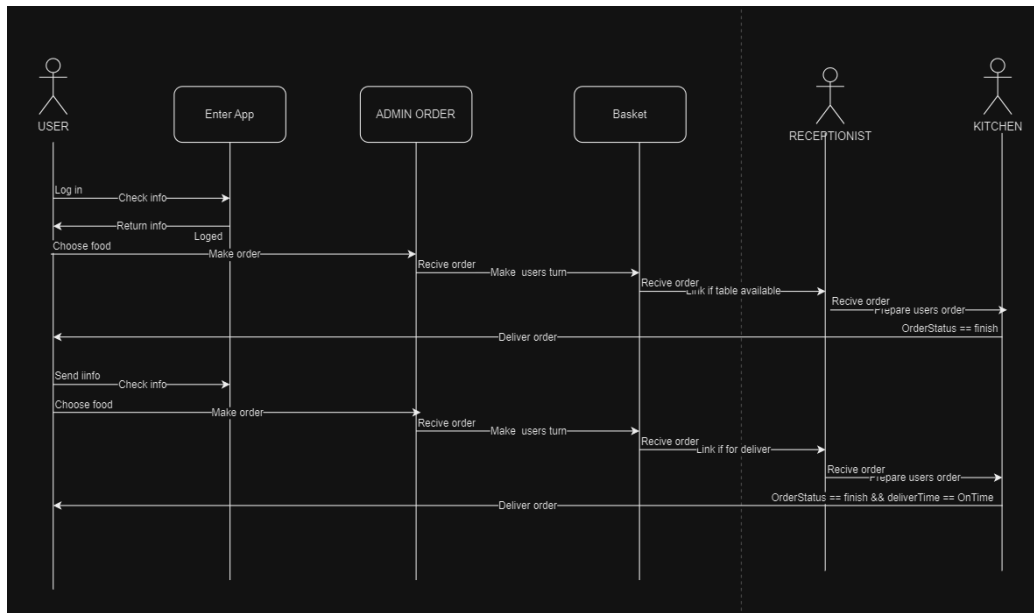 USER
Enter App
ADMIN ORDER
Basket
RECEPTIONIST
KITCHEN
Log in
Check info
Return info
Loged
Choose food
Make order
Recive order
Make users turn
Recive order
Link if table available
Recive order
Prepare users order
OrderStatus == finish
Deliver order
Send iinfo
Check info
Choose food
Make order
Recive order
Make users turn
Recive order
Link if for deliver
Recive order
Prepare users order
OrderStatus == finish && deliverTime == OnTime
Deliver order